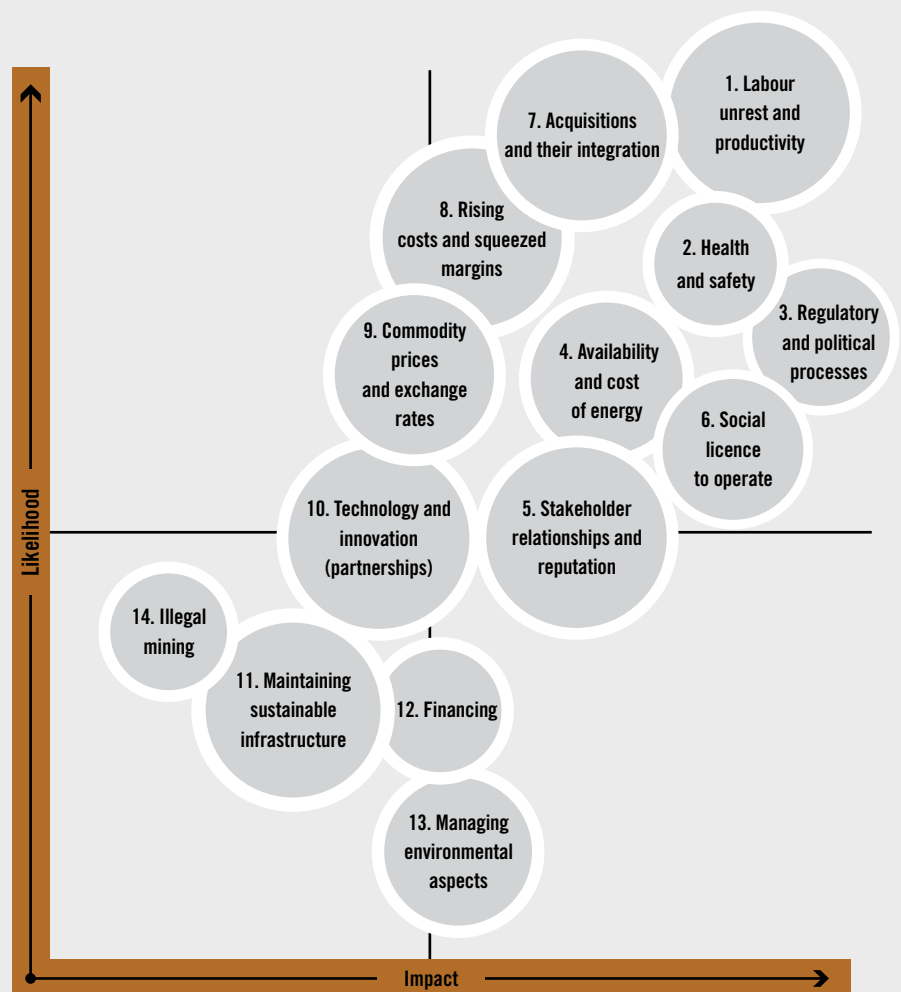 1. Labour
unrest and
productivity
7. Acquisitions
and their integration
8. Rising
costs and squeezed
margins
2. Health
and safety
3. Regulatory
and political
processes
9. Commodity
prices
and exchange
rates
4. Availability
and cost
of energy
6. Social
licence
to operate
10. Technology and
innovation
(partnerships)
5. Stakeholder
relationships and
reputation
Likelihood
14. Illegal
mining
11. Maintaining
sustainable
infrastructure
12. Financing
13. Managing
environmental
aspects
Impact